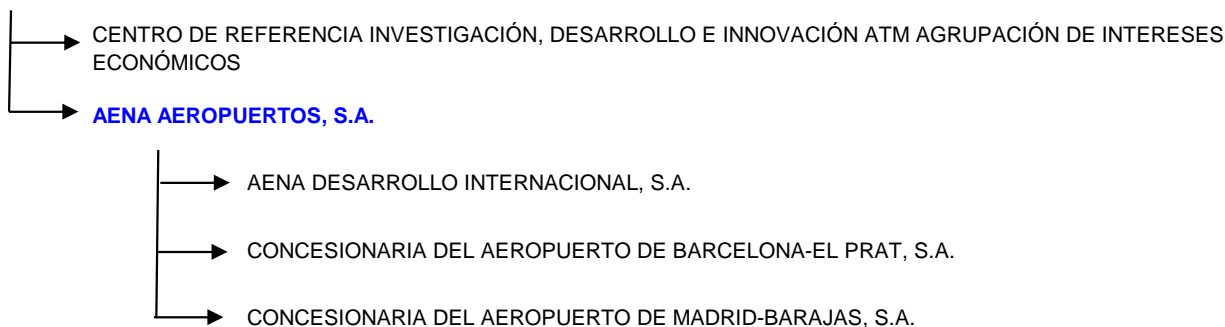 CENTRO DE REFERENCIA INVESTIGACIÓN, DESARROLLO E INNOVACIÓN ATM AGRUPACIÓN DE INTERESES
ECONÓMICOS
AENA AEROPUERTOS, S.A.
AENA DESARROLLO INTERNACIONAL, S.A.
CONCESIONARIA DEL AEROPUERTO DE BARCELONA-EL PRAT, S.A.
CONCESIONARIA DEL AEROPUERTO DE MADRID-BARAJAS, S.A.